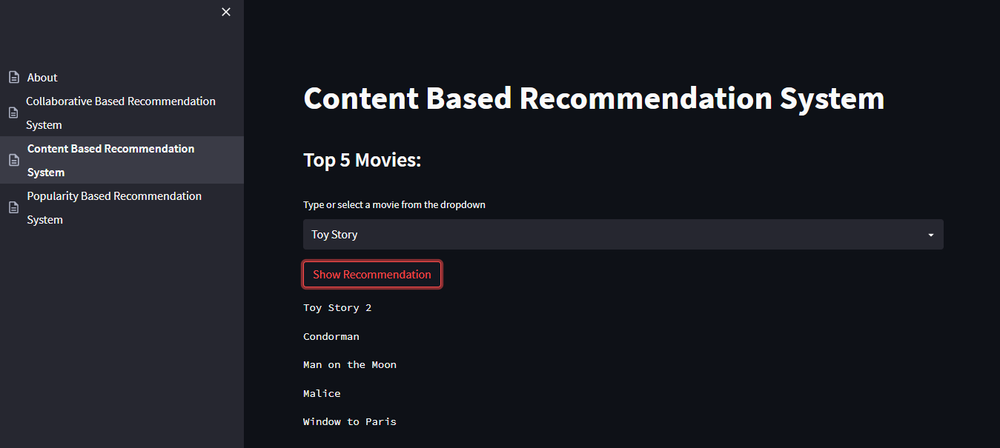 About
Collaborative Based Recommendation
System
Content Based Recommendation
System
Popularity Based Recommendation
System
Content Based Recommendation System
Top 5 Movies:
Type or select a movie from the dropdown
Toy Story
Show Recommendation
Toy Story 2
Condorman
Man on the Moon
Malice
Window to Paris